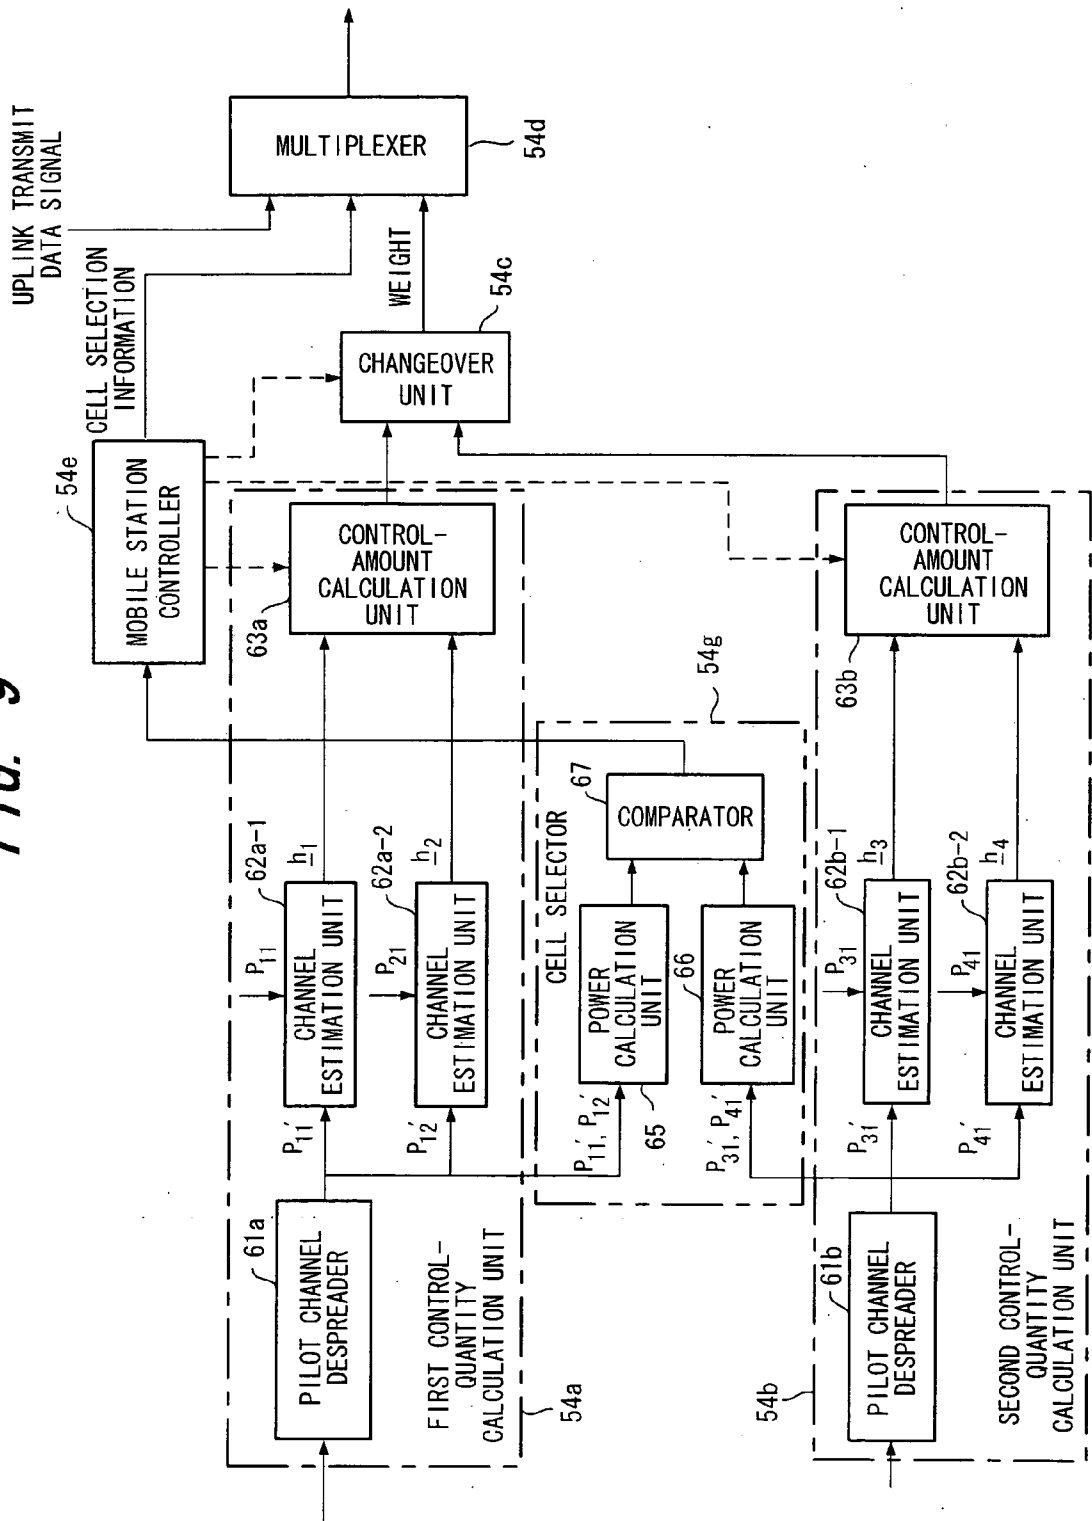 FIG. 9
UPLINK TRANSMIT
DATA SIGNAL
CELL SELECTION
INFORMATION
MULTIPLEXER
54d
WEIGHT
CHANGEOVER
UNIT
54c
54e
MOBILE STATION
CONTROLLER
CONTROL-
AMOUNT
CALCULATION
UNIT
63a
62a-1
h1
P11
CHANNEL
ESTIMATION UNIT
P11'
62a-2
h2
P21
CHANNEL
ESTIMATION UNIT
P12'
61a
PILOT CHANNEL
DESPREADER
FIRST CONTROL-
QUANTITY
CALCULATION UNIT
54a
54g
CELL SELECTOR
67
COMPARATOR
POWER
CALCULATION
UNIT
65
P11', P12'
66
POWER
CALCULATION
UNIT
P31', P41'
CONTROL-
AMOUNT
CALCULATION
UNIT
63b
62b-1
h3
P31
CHANNEL
ESTIMATION UNIT
P31'
62b-2
h4
P41
CHANNEL
ESTIMATION UNIT
P41'
61b
PILOT CHANNEL
DESPREADER
54b
SECOND CONTROL-
QUANTITY
CALCULATION UNIT